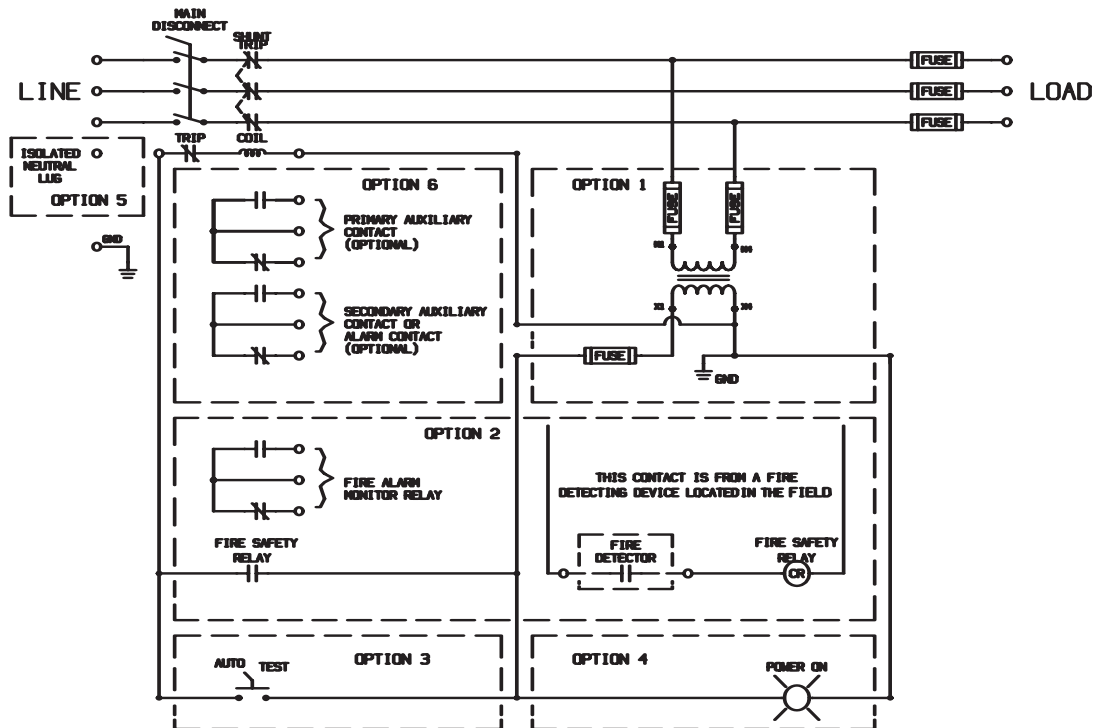 MAIN
DISCONNECT
SHUNT
TRIP
LINE
FUSE
FUSE
FUSE
LOAD
TRIP
COIL
ISOLATED
NEUTRAL
LUG
OPTION 5
GND
OPTION 6
PRIMARY AUXILIARY
CONTACT
(OPTIONAL)
SECONDARY AUXILIARY
CONTACT OR
ALARM CONTACT
(OPTIONAL)
OPTION 1
FUSE
FUSE
FUSE
GND
OPTION 2
FIRE ALARM
MONITOR RELAY
FIRE SAFETY
RELAY
THIS CONTACT IS FROM A FIRE
DETECTING DEVICE LOCATED IN THE FIELD
FIRE
DETECTOR
FIRE SAFETY
RELAY
CR
OPTION 3
AUTO
TEST
OPTION 4
POWER ON